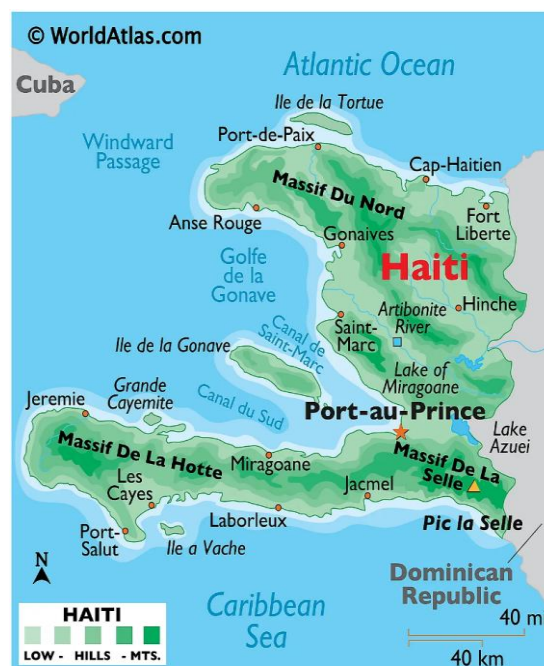 © WorldAtlas.com
Cuba
Atlantic Ocean
Ile de la Tortue
Windward
Passage
Port-de-Paix
Cap-Haitien
Massif Du Nord
Anse Rouge
Fort
Liberte
Gonaives
Golfe
de la
Gonave
Haiti
Hinche
Artibonite
River
Saint-
Marc
Canal de
Saint-Marc
Ile de la Gonave
Lake of
Miragoane
Grande
Cayemite
Jeremie
Canal du Sud
Port-au-Prince
Lake
Azuei
Massif De La Hotte
Miragoane
Massif De La
Selle
Les
Cayes
Jacmel
Laborleux
Pic la Selle
Port-
Salut
Ile a Vache
N
Dominican
Republic
Caribbean
Sea
HAITI
LOW - HILLS - MTS.
40 mi
40 km